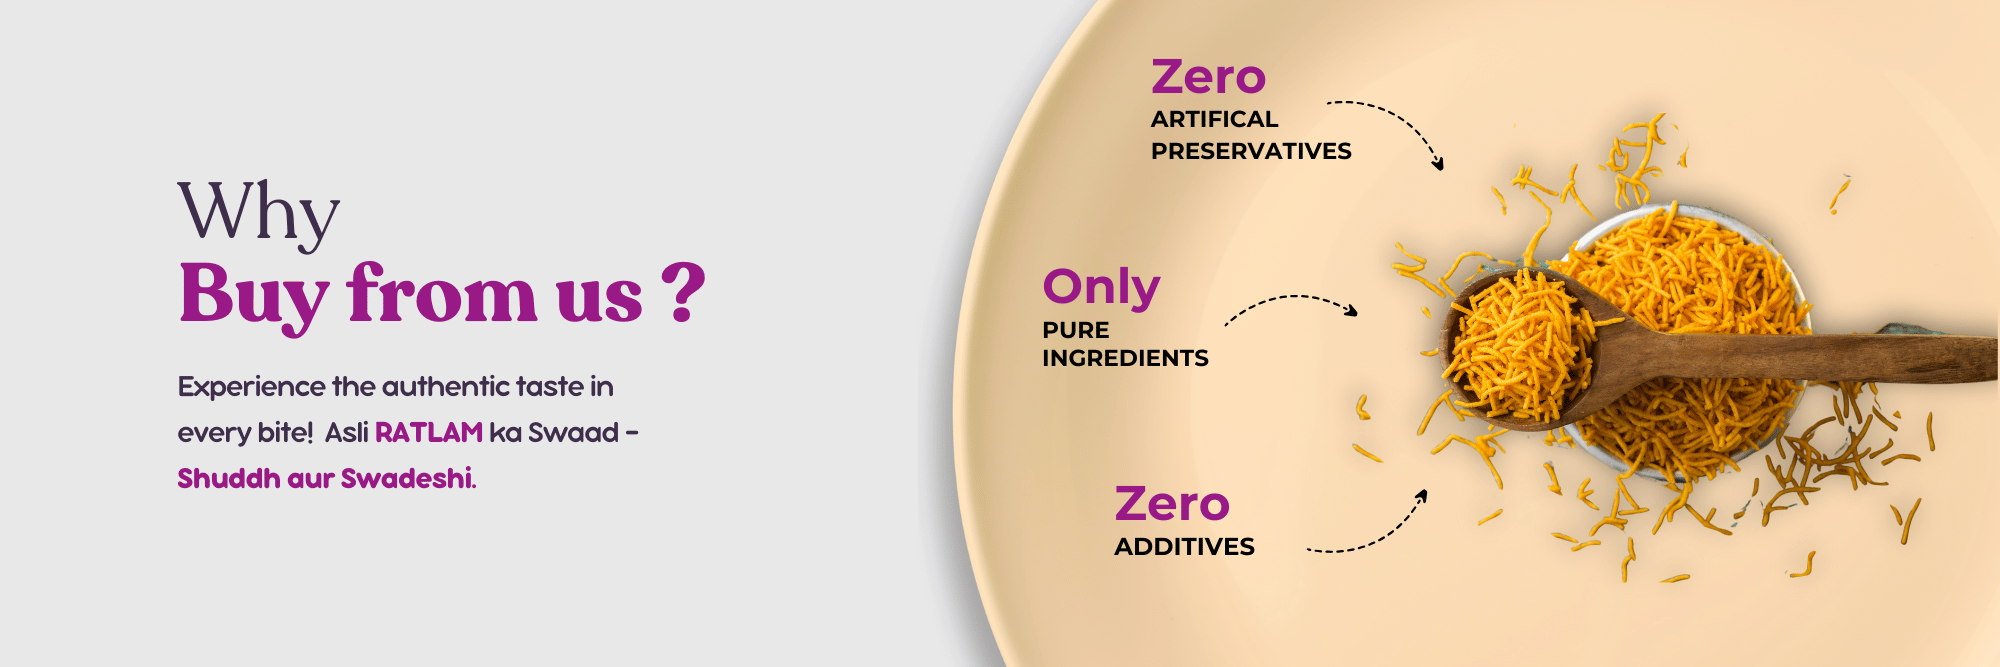 Why
Buy from us ?
Experience the authentic taste in
every bite! Asli RATLAM ka Swaad -
Shuddh aur Swadeshi.
Zero
ARTIFICAL
PRESERVATIVES
Only
PURE
INGREDIENTS
Zero
ADDITIVES